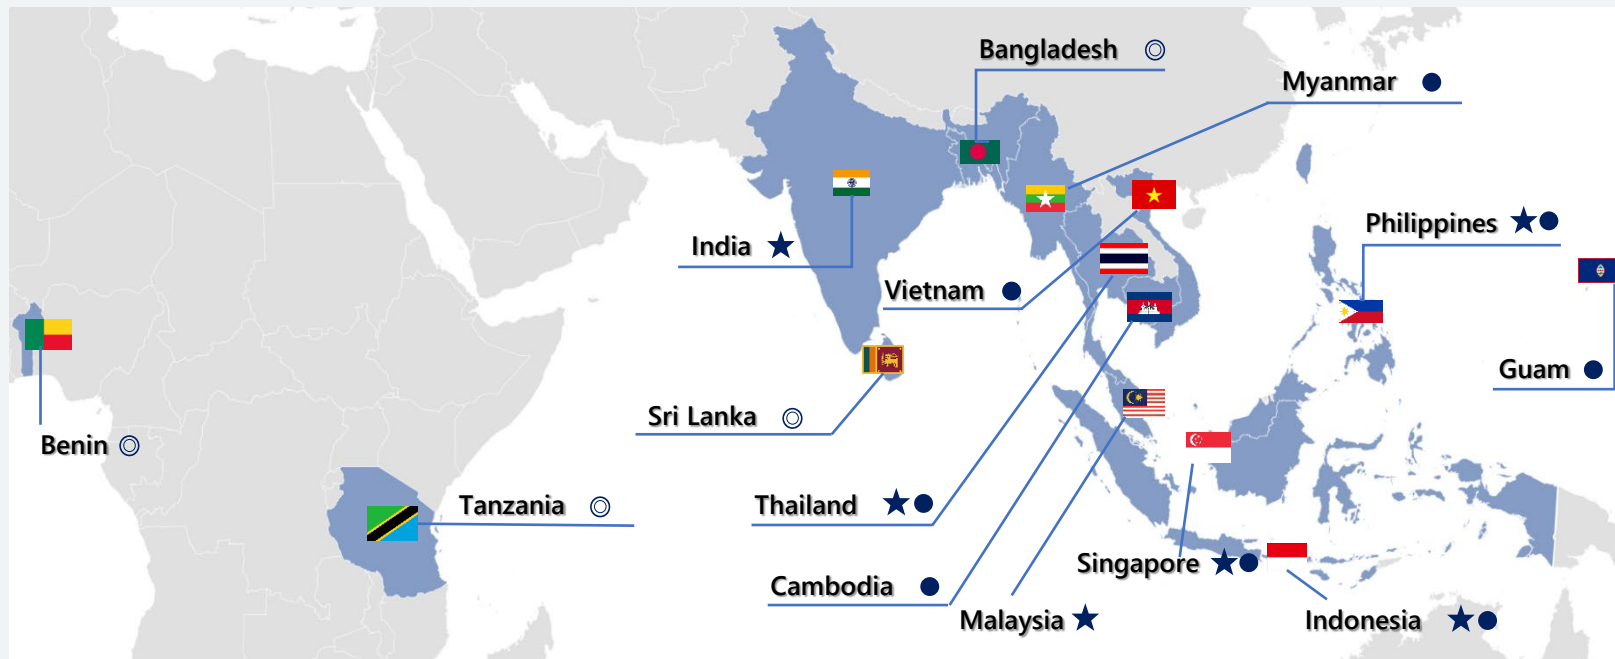 Bangladesh ◎
Myanmar ●
Philippines ★●
India ★
Vietnam ●
Guam ●
Sri Lanka ◎
Benin ◎
Tanzania ◎
Thailand ★●
Singapore ★●
Cambodia ●
Malaysia ★
Indonesia ★●